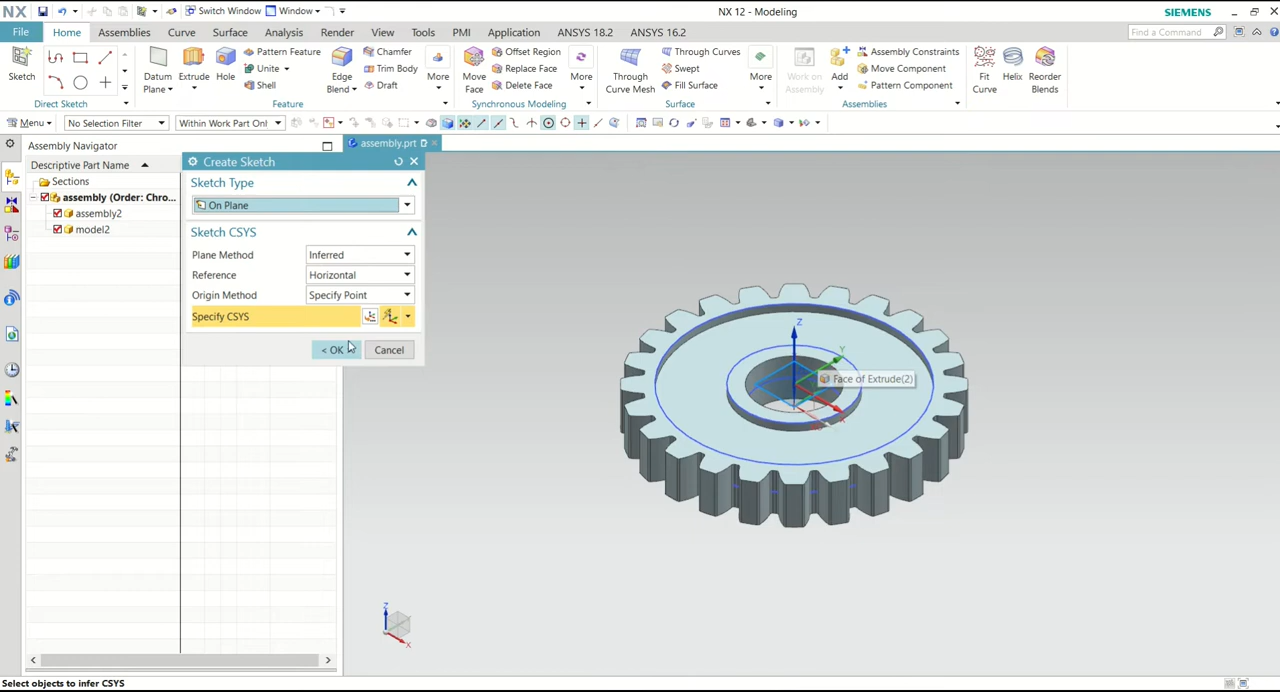 NX
Switch Window
Window
NX 12 - Modeling
SIEMENS
File
Home
Assemblies
Curve
Surface
Analysis
Render
View
Tools
PMI
Application
ANSYS 18.2
ANSYS 16.2
Find a Command
Sketch
Direct Sketch
Datum Plane
Extrude
Hole
Pattern Feature
Unite
Shell
Edge Blend
Chamfer
Trim Body
Draft
More
Feature
Move Face
Offset Region
Replace Face
Delete Face
More
Synchronous Modeling
Through Curve Mesh
Through Curves
Swept
Fill Surface
More
Surface
Work on Assembly
Add
Assembly Constraints
Move Component
Pattern Component
Assemblies
Fit Curve
Helix
Reorder Blends
Menu
No Selection Filter
Within Work Part Onl
Assembly Navigator
assembly.prt
Descriptive Part Name
Sections
assembly (Order: Chro...
assembly2
model2
Create Sketch
Sketch Type
On Plane
Sketch CSYS
Plane Method
Inferred
Reference
Horizontal
Origin Method
Specify Point
Specify CSYS
< OK
Cancel
Z
Y
Face of Extrude(2)
X
Z
X
Select objects to infer CSYS